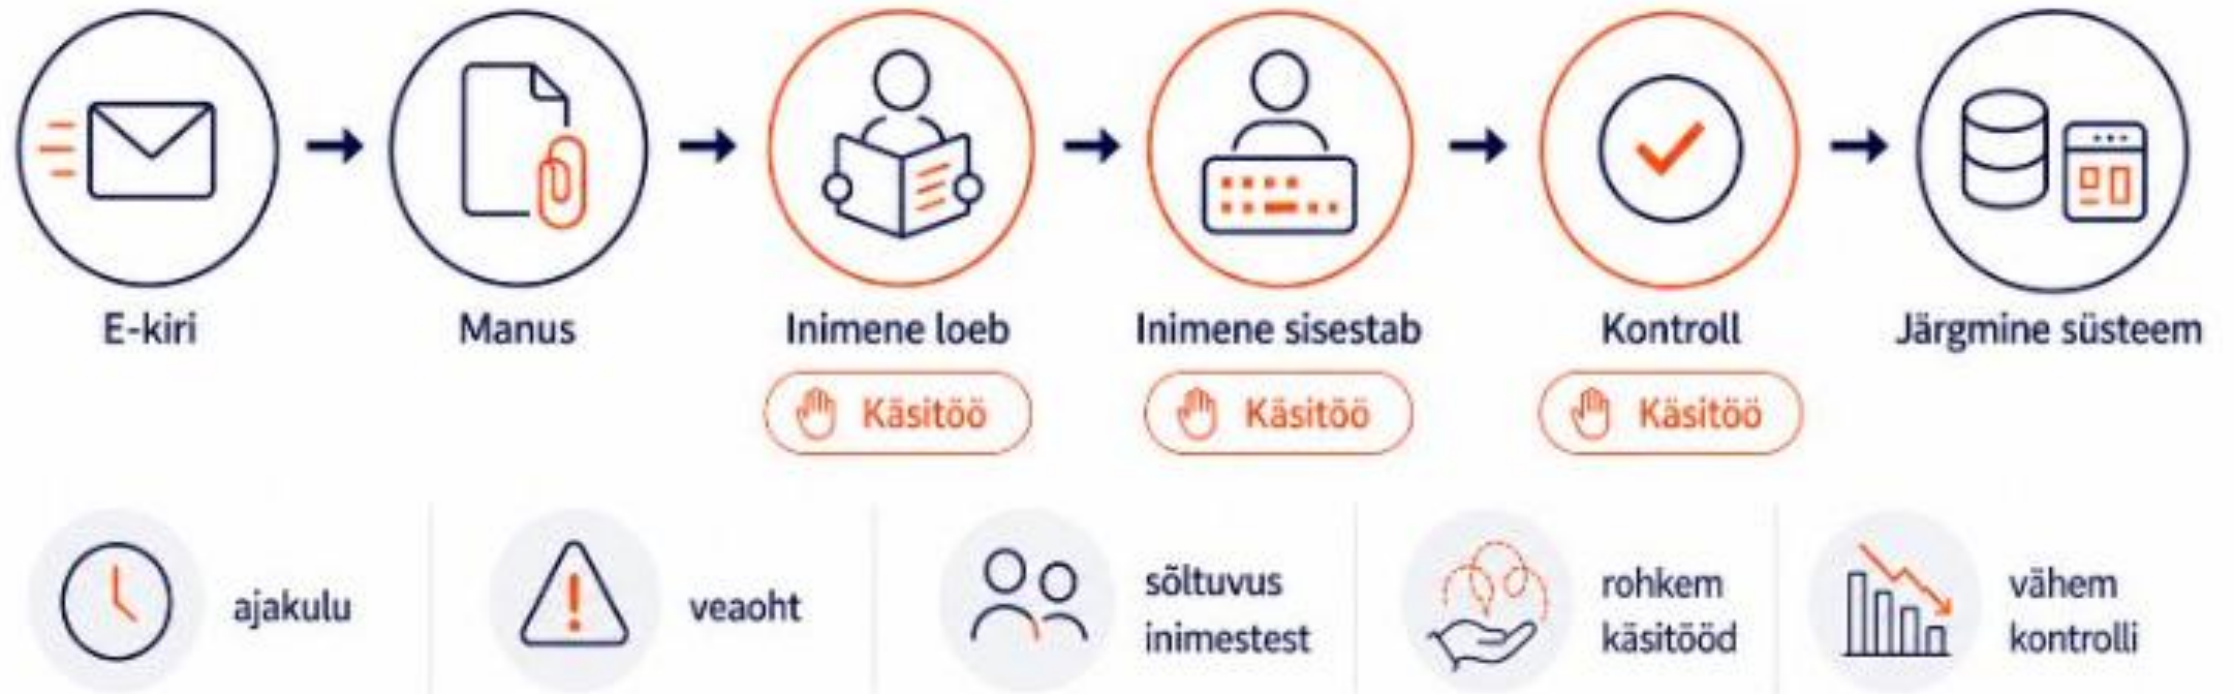 E-kiri
Manus
Inimene loeb
Inimene sisestab
Kontroll
Järgmine süsteem
Käsitöö
Käsitöö
Käsitöö
ajakulu
veaoht
sõltuvus
inimestest
rohkem
käsitööd
vähem
kontrolli